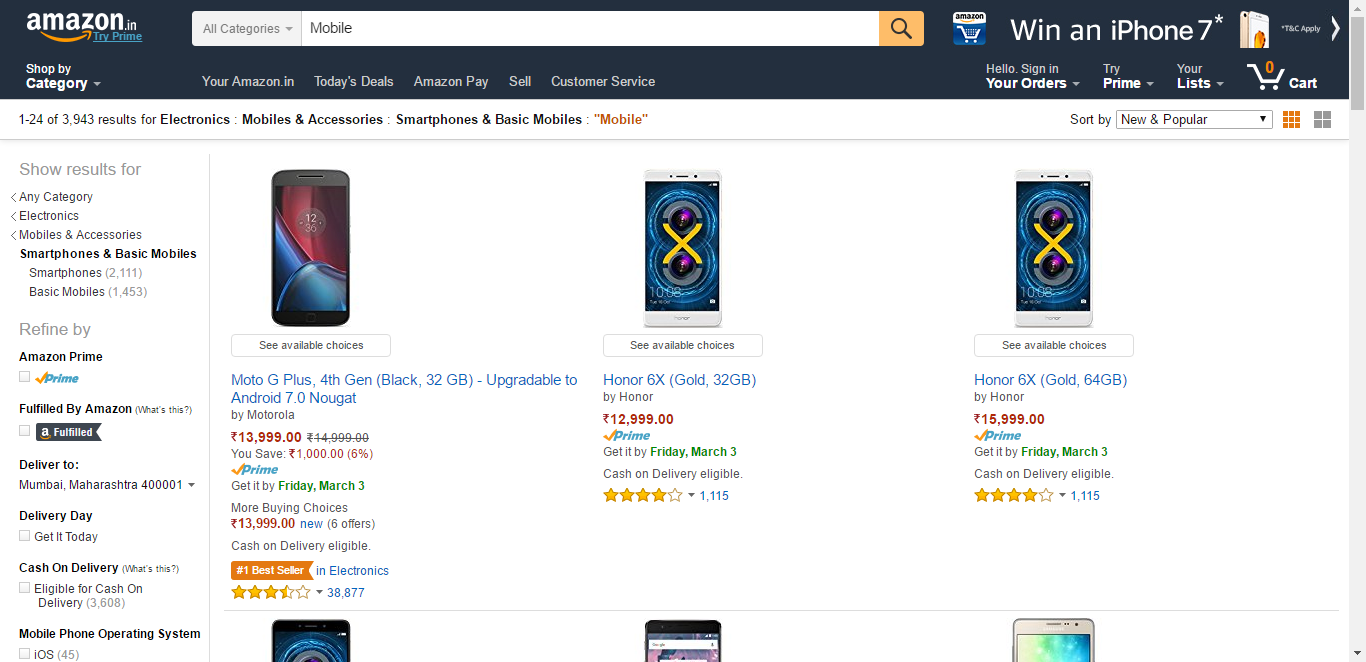 amazon.in
Try Prime
All Categories
Mobile
amazon
Win an iPhone 7*
*T&C Apply
Shop by
Category
Your Amazon.in
Today's Deals
Amazon Pay
Sell
Customer Service
Hello. Sign in
Your Orders
Try
Prime
Your
Lists
0
Cart
1-24 of 3,943 results for Electronics : Mobiles & Accessories : Smartphones & Basic Mobiles : "Mobile"
Sort by New & Popular
Show results for
Any Category
Electronics
Mobiles & Accessories
Smartphones & Basic Mobiles
Smartphones (2,111)
Basic Mobiles (1,453)
Refine by
Amazon Prime
Prime
Fulfilled By Amazon (What's this?)
a Fulfilled
Deliver to:
Mumbai, Maharashtra 400001
Delivery Day
Get It Today
Cash On Delivery (What's this?)
Eligible for Cash On
Delivery (3,608)
Mobile Phone Operating System
iOS (45)
12
36
See available choices
Moto G Plus, 4th Gen (Black, 32 GB) - Upgradable to
Android 7.0 Nougat
by Motorola
₹13,999.00 ₹14,999.00
You Save: ₹1,000.00 (6%)
Prime
Get it by Friday, March 3
More Buying Choices
₹13,999.00 new (6 offers)
Cash on Delivery eligible.
#1 Best Seller in Electronics
38,877
10:08
honor
See available choices
Honor 6X (Gold, 32GB)
by Honor
₹12,999.00
Prime
Get it by Friday, March 3
Cash on Delivery eligible.
1,115
10:08
honor
See available choices
Honor 6X (Gold, 64GB)
by Honor
₹15,999.00
Prime
Get it by Friday, March 3
Cash on Delivery eligible.
1,115